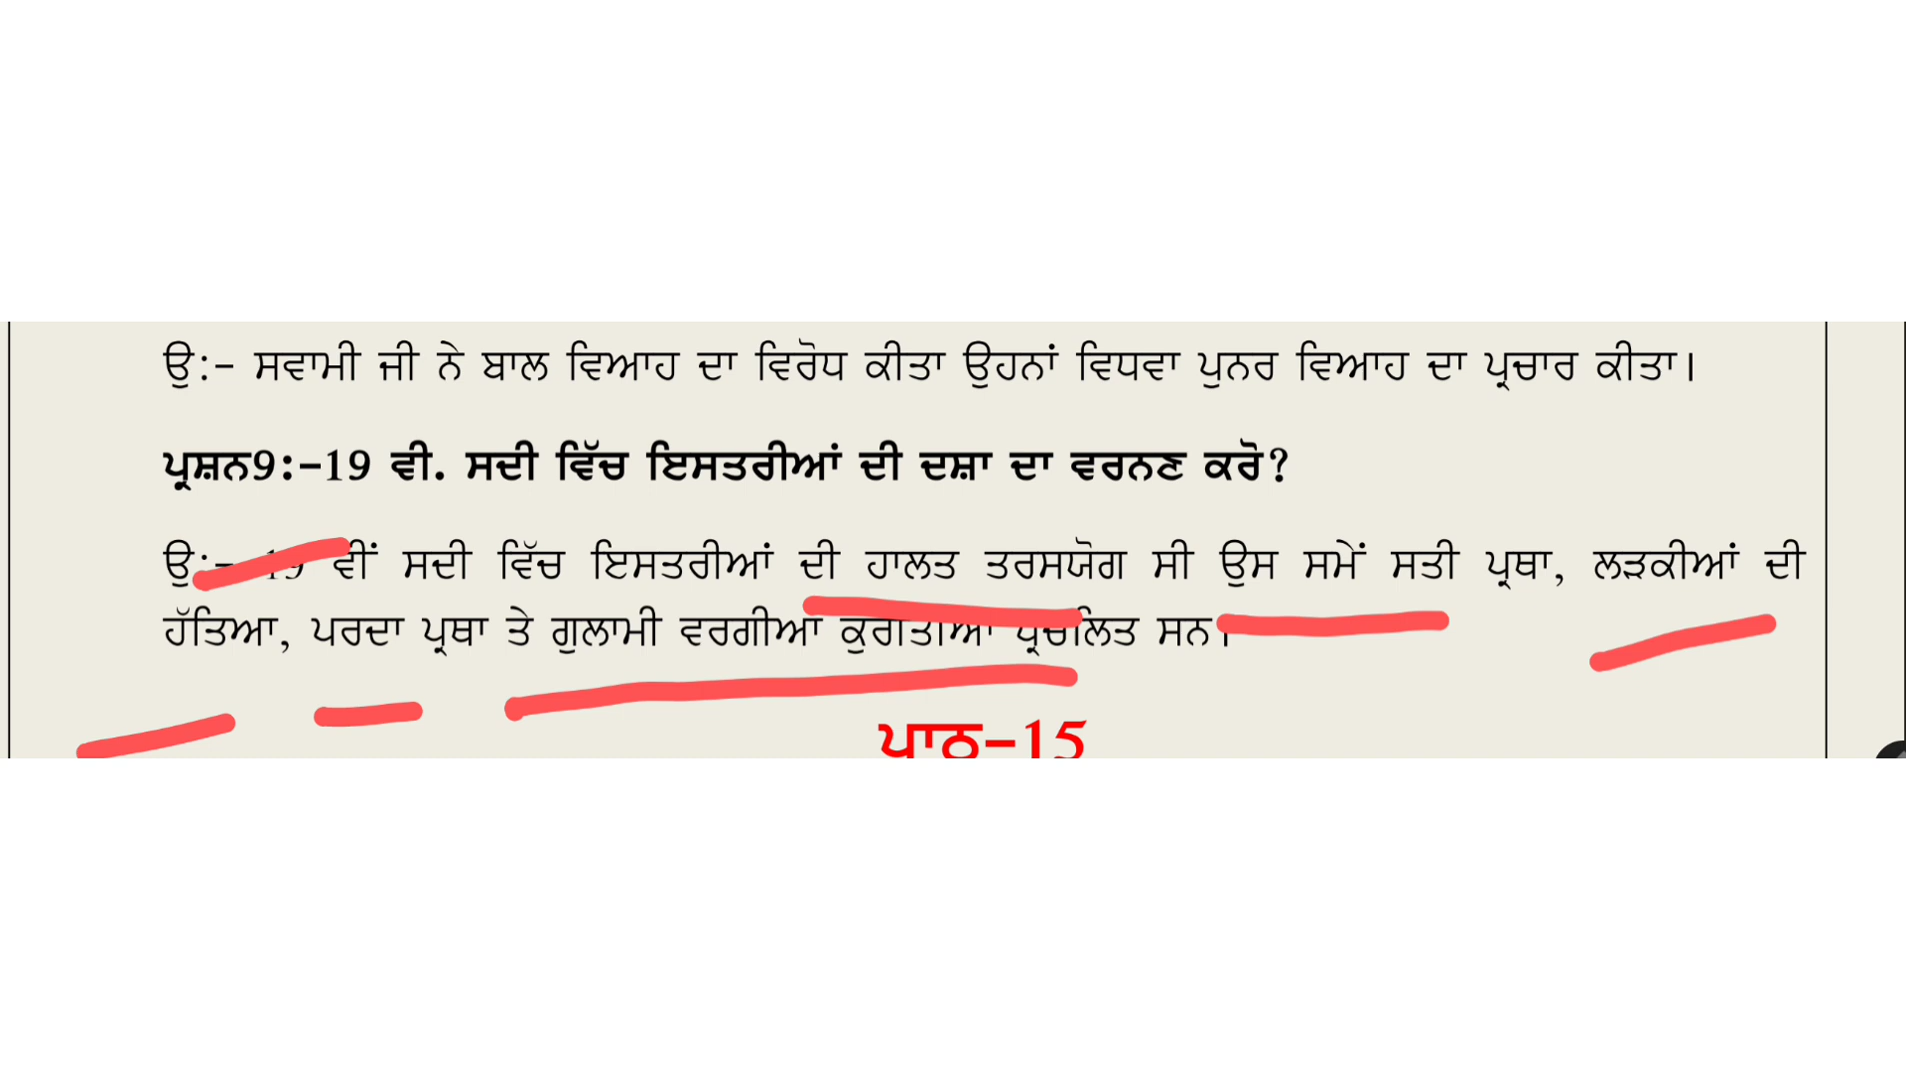 ਉ:- ਸਵਾਮੀ ਜੀ ਨੇ ਬਾਲ ਵਿਆਹ ਦਾ ਵਿਰੋਧ ਕੀਤਾ ਉਹਨਾਂ ਵਿਧਵਾ ਪੁਨਰ ਵਿਆਹ ਦਾ ਪ੍ਰਚਾਰ ਕੀਤਾ।
ਪ੍ਰਸ਼ਨ9:-19 ਵੀ. ਸਦੀ ਵਿੱਚ ਇਸਤਰੀਆਂ ਦੀ ਦਸ਼ਾ ਦਾ ਵਰਨਣ ਕਰੋ?
ਉ:- 19 ਵੀਂ ਸਦੀ ਵਿੱਚ ਇਸਤਰੀਆਂ ਦੀ ਹਾਲਤ ਤਰਸਯੋਗ ਸੀ ਉਸ ਸਮੇਂ ਸਤੀ ਪ੍ਰਥਾ, ਲੜਕੀਆਂ ਦੀ
ਹੱਤਿਆ, ਪਰਦਾ ਪ੍ਰਥਾ ਤੇ ਗੁਲਾਮੀ ਵਰਗੀਆਂ ਕੁਰੀਤੀਆਂ ਪ੍ਰਚਲਿਤ ਸਨ।
ਪਾਠ-15